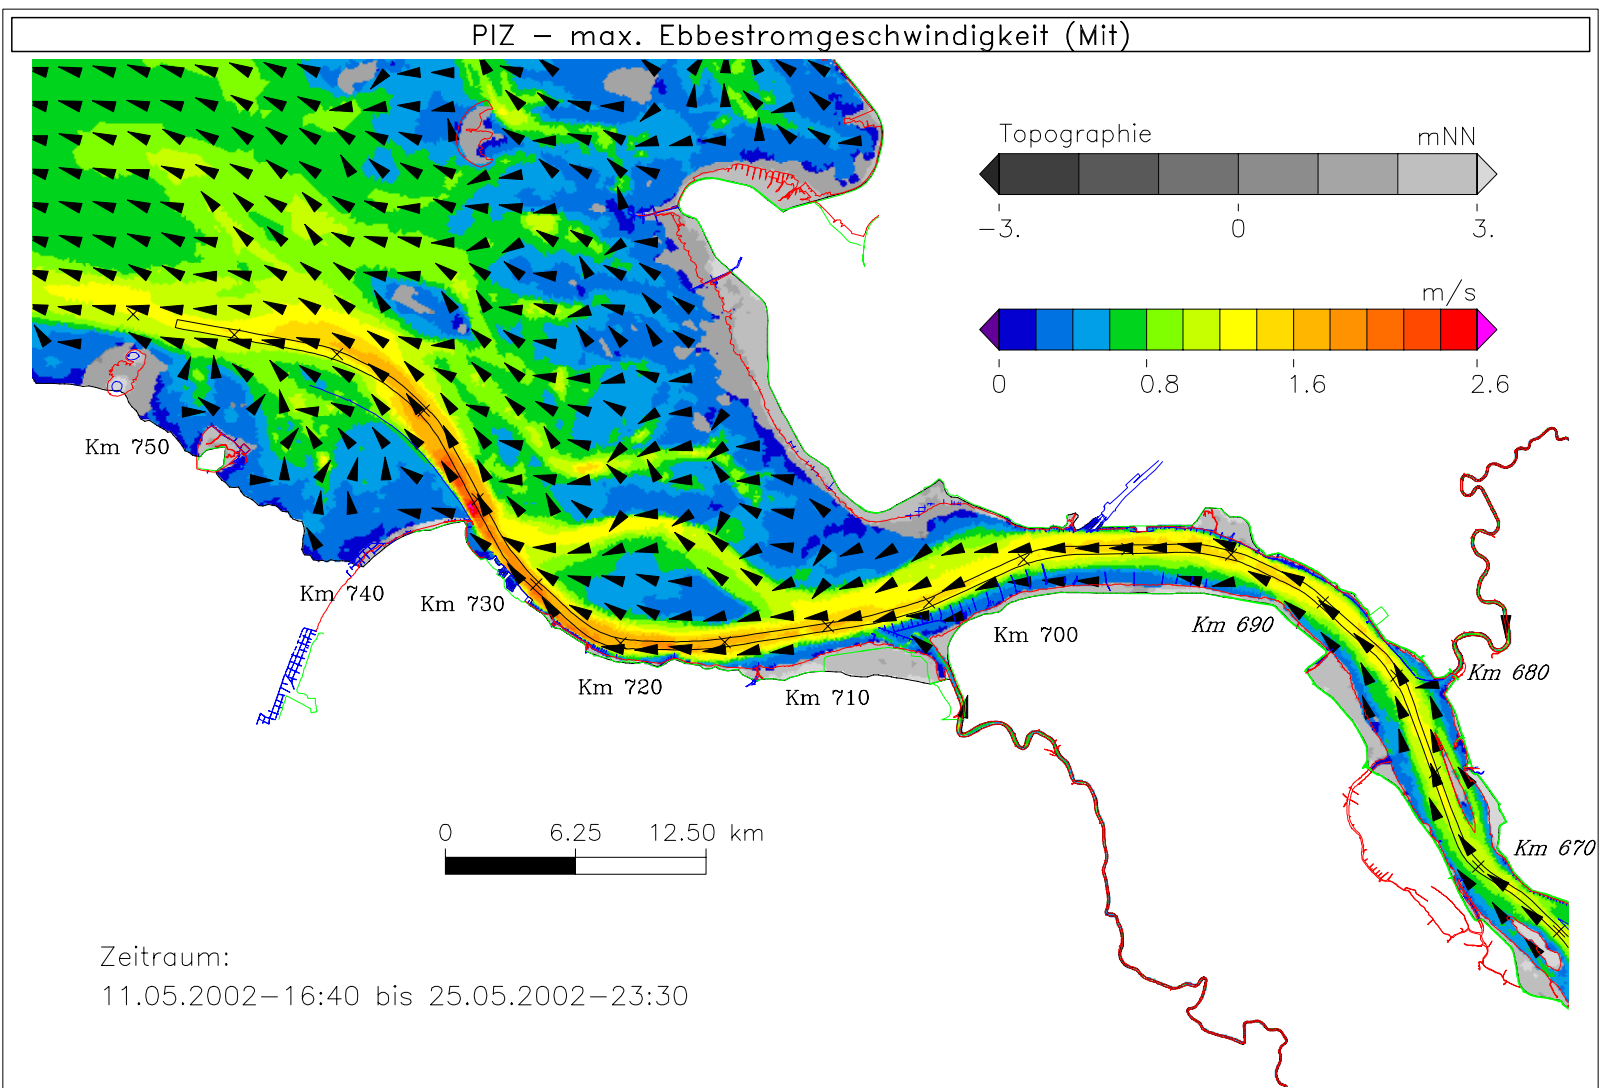 PIZ – max. Ebbestromgeschwindigkeit (Mit)
Topographie mNN
-3. 0 3.
m/s
0 0.8 1.6 2.6
Km 750
Km 740
Km 730
Km 720
Km 710
Km 700
Km 690
Km 680
Km 670
0 6.25 12.50 km
Zeitraum:
11.05.2002-16:40 bis 25.05.2002-23:30